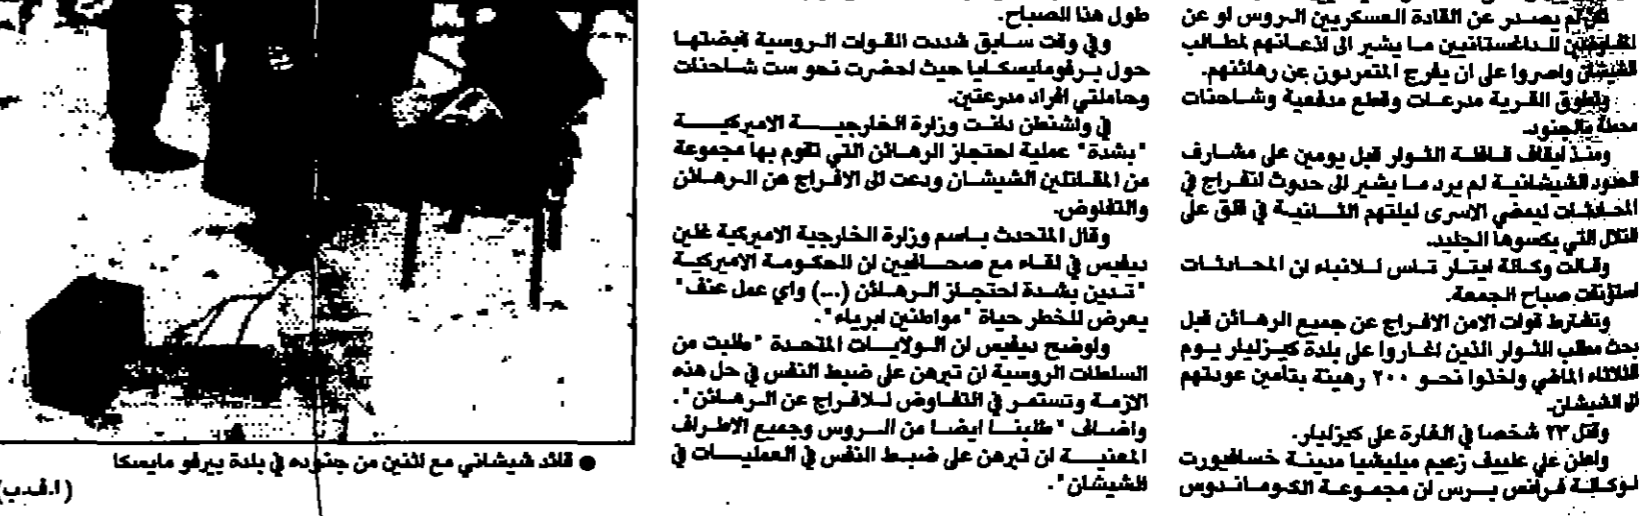 لم يصدر عن القادة العسكريين الروس او عن
للداغستانيين ما يشير الى اذعانهم لمطالب
الشيشان واصروا على ان يفرج المتمردون عن رهائنهم.
وتطوق القرية مدرعات وقطع مدفعية وشاحنات
محملة بالجنود.
ومنذ ايقاف قافلة الثوار قبل يومين على مشارف
الحدود الشيشانية لم يرد ما يشير الى حدوث انفراج في
المحادثات ليمضي الاسرى ليلتهم الثانية في قلق على
التلال التي يكسوها الجليد.
وقالت وكالة ايتار تاس للانباء ان المحادثات
استؤنفت صباح الجمعة.
وتشترط قوات الامن الافراج عن جميع الرهائن قبل
بحث مطلب الثوار الذين اغاروا على بلدة كيزليار يوم
الثلاثاء الماضي واخذوا نحو ٢٠٠ رهينة بتامين عودتهم
الى الشيشان.
وقتل ٢٣ شخصا في الغارة على كيزليار.
واعلن علي علييف زعيم ميليشيا مدينة خسافيورت
لوكالة فرانس برس ان مجموعة الكوماندوس
طول هذا الصباح.
وفي وقت سابق شددت القوات الروسية قبضتها
حول برفومايسكايا حيث احضرت نحو ست شاحنات
وحاملتي افراد مدرعتين.
في واشنطن دانت وزارة الخارجية الاميركية
"بشدة" عملية احتجاز الرهائن التي تقوم بها مجموعة
من المقاتلين الشيشان ودعت الى الافراج عن الرهائن
والتفاوض.
وقال المتحدث باسم وزارة الخارجية الاميركية غلين
ديفيس في لقاء مع صحافيين ان الحكومة الاميركية
"تدين بشدة احتجاز الرهائن (...) واي عمل عنف"
يعرض للخطر حياة "مواطنين ابرياء".
واوضح ديفيس ان الولايات المتحدة "طلبت من
السلطات الروسية ان تبرهن على ضبط النفس في حل هذه
الازمة وتستمر في التفاوض للافراج عن الرهائن".
واضاف "طلبنا ايضا من الروس وجميع الاطراف
المعنية ان تبرهن على ضبط النفس في العمليات في
الشيشان".
● قائد شيشاني مع اثنين من جنوده في بلدة بيرفو مايسكا
(ا.ف.ب)